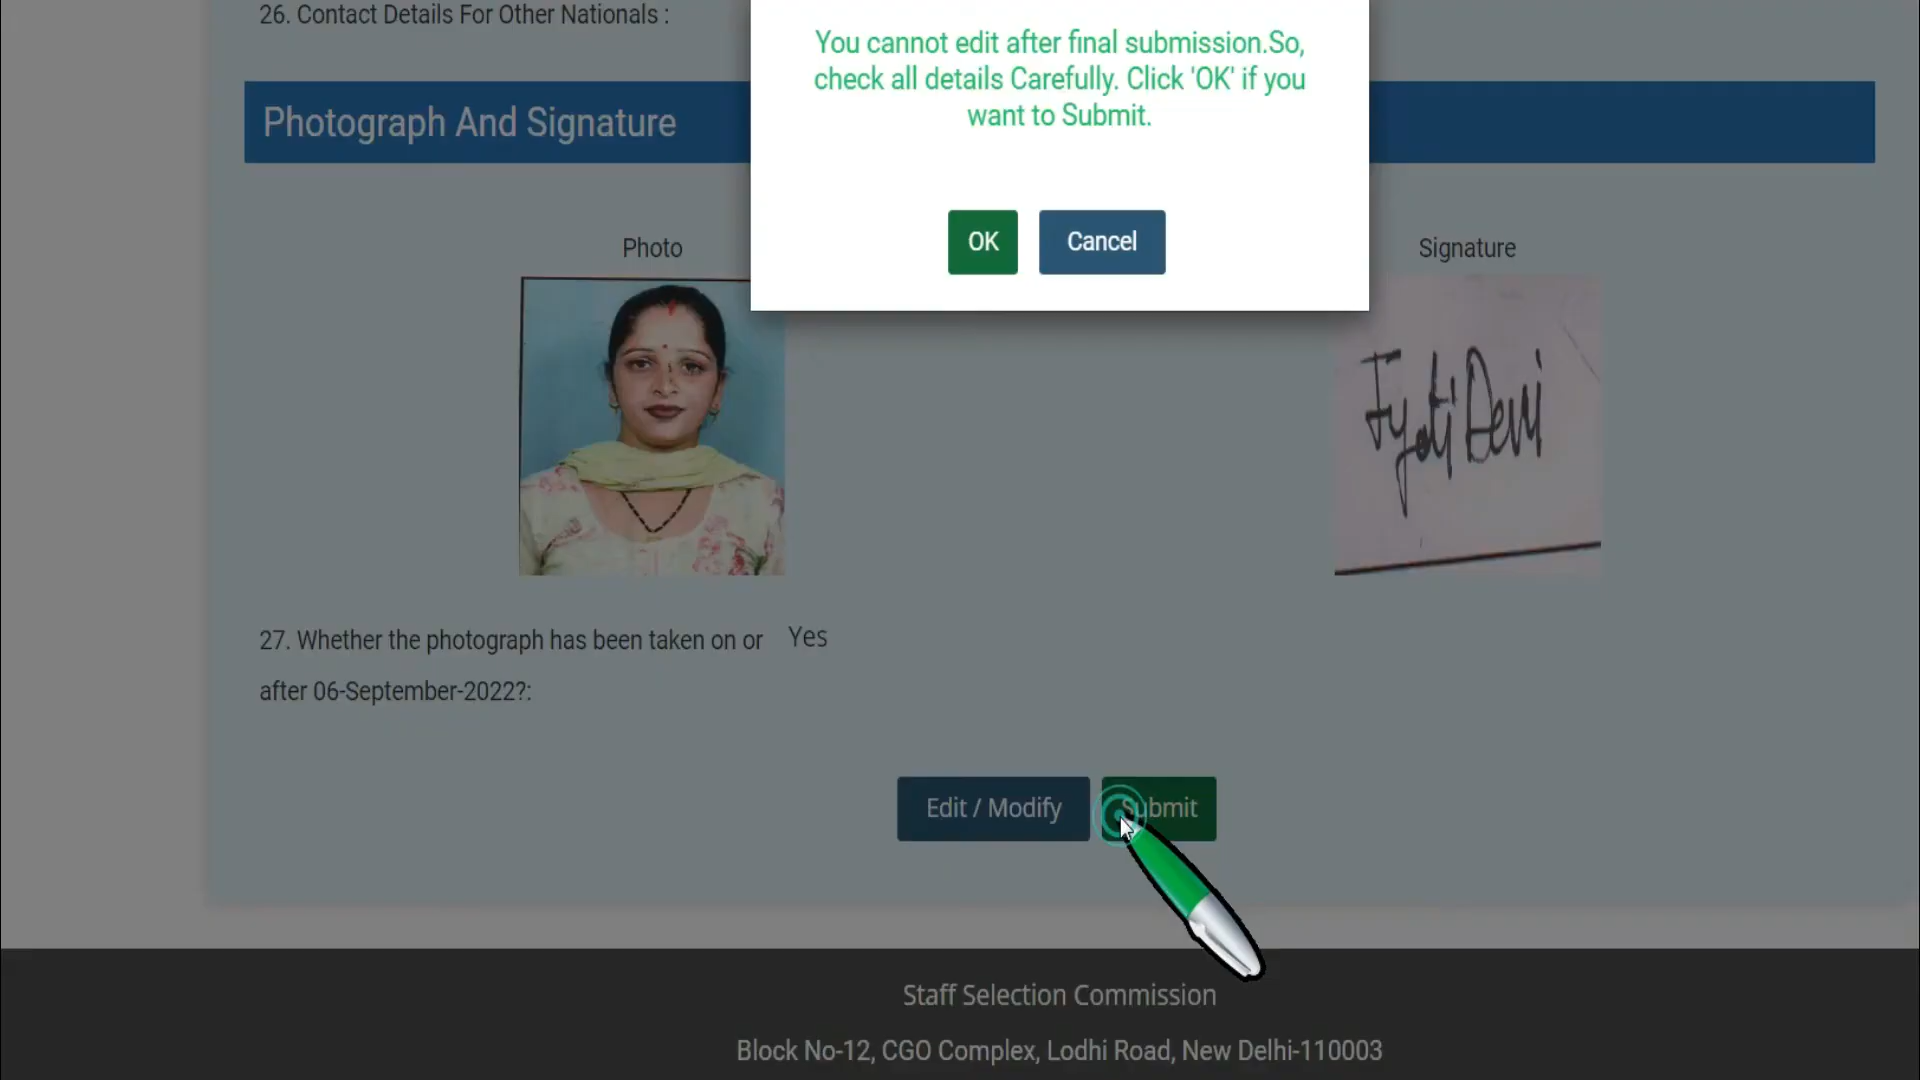 26. Contact Details For Other Nationals :
You cannot edit after final submission.So,
check all details Carefully. Click 'OK' if you
want to Submit.
OK
Cancel
Photograph And Signature
Photo
Signature
Jyoti Devi
27. Whether the photograph has been taken on or
after 06-September-2022?:
Yes
Edit / Modify
Submit
Staff Selection Commission
Block No-12, CGO Complex, Lodhi Road, New Delhi-110003